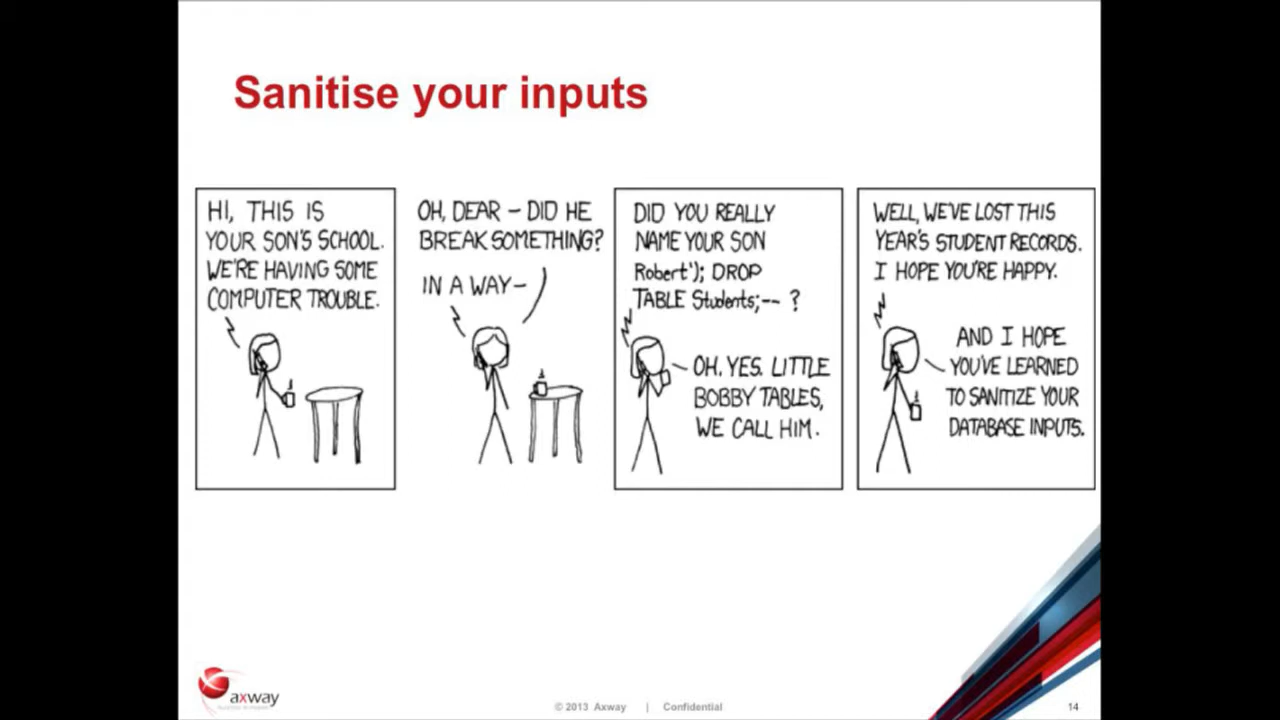 Sanitise your inputs
HI, THIS IS
YOUR SON'S SCHOOL.
WE'RE HAVING SOME
COMPUTER TROUBLE.
OH, DEAR – DID HE
BREAK SOMETHING?
IN A WAY–
DID YOU REALLY
NAME YOUR SON
Robert'); DROP
TABLE Students;-- ?
OH. YES. LITTLE
BOBBY TABLES,
WE CALL HIM.
WELL, WE'VE LOST THIS
YEAR'S STUDENT RECORDS.
I HOPE YOU'RE HAPPY.
AND I HOPE
YOU'VE LEARNED
TO SANITIZE YOUR
DATABASE INPUTS.
axway
© 2013 Axway | Confidential
14